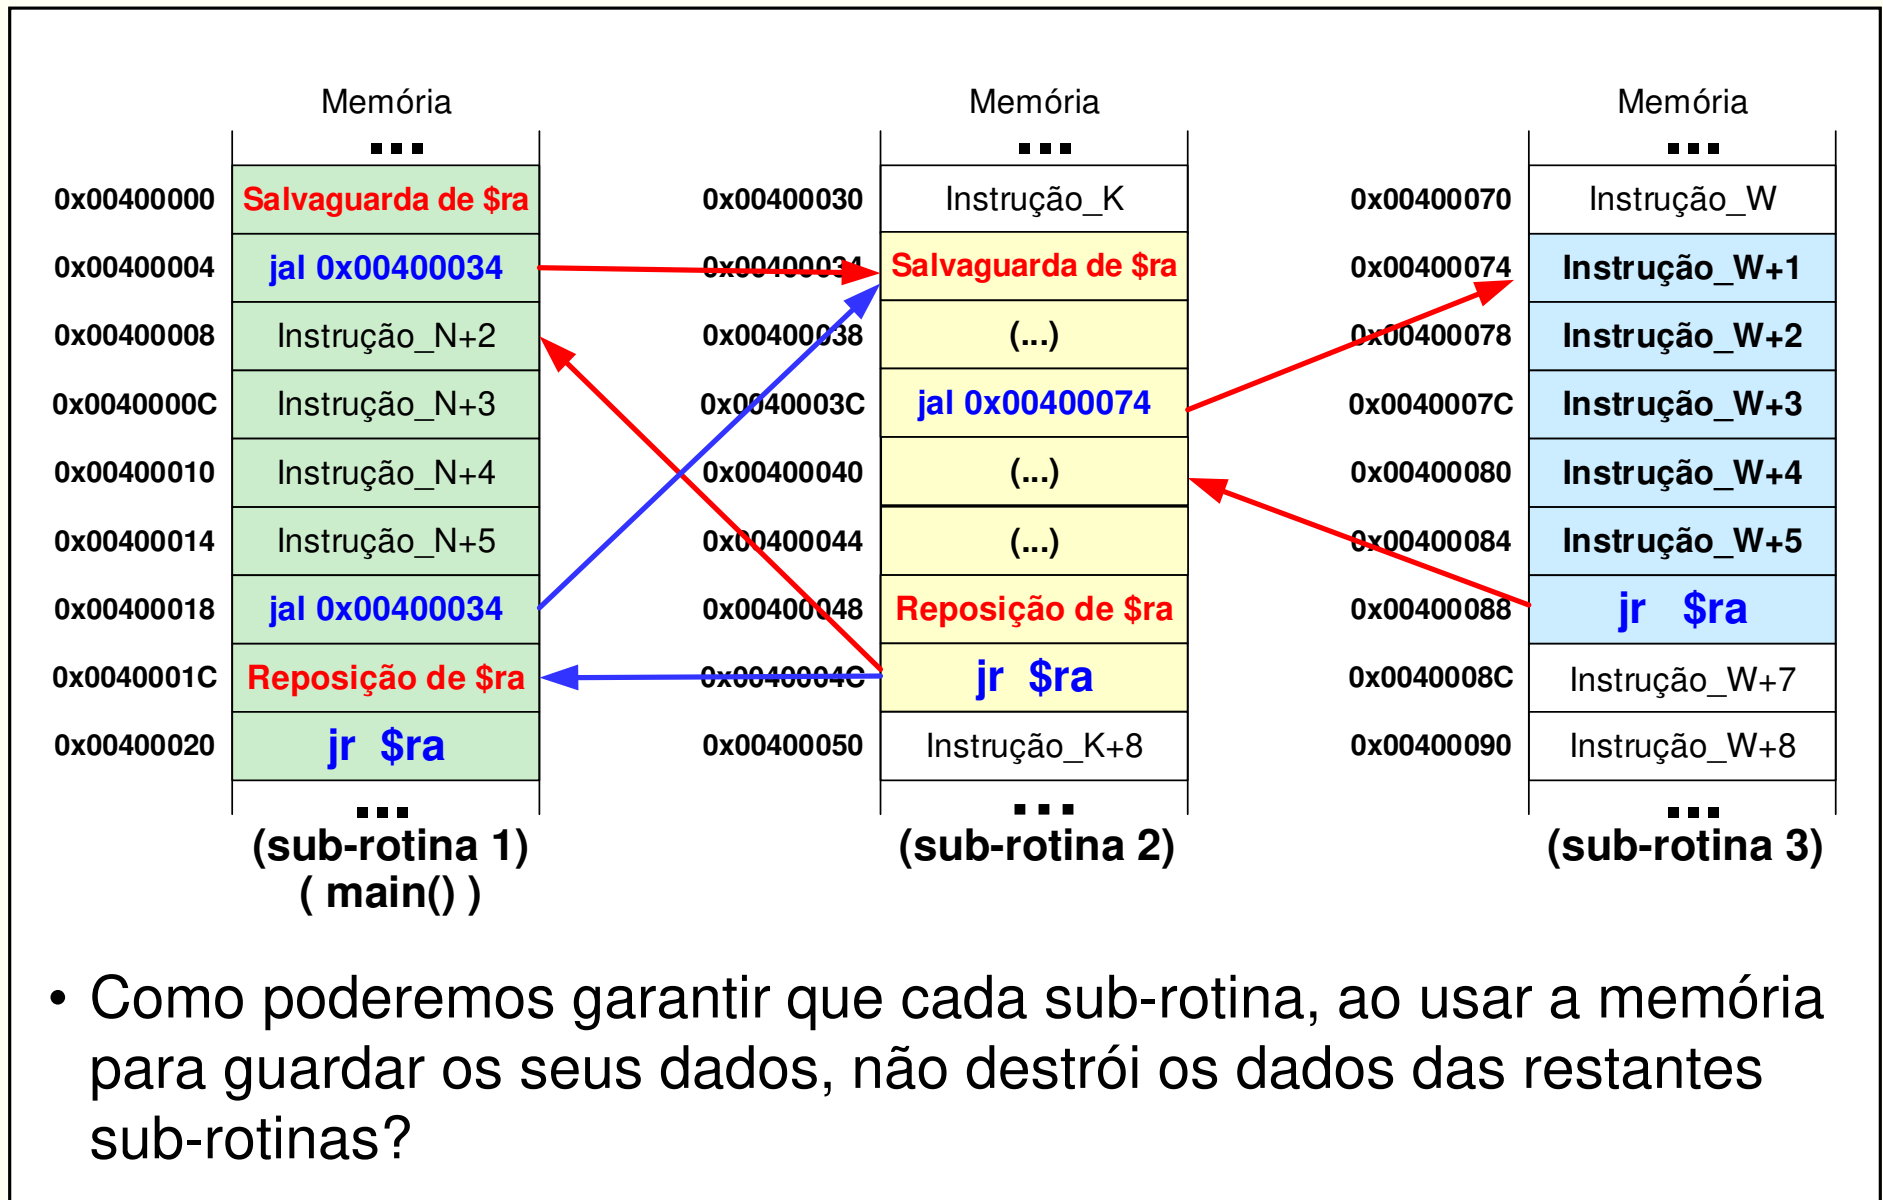 Memória
...
0x00400000 Salvaguarda de $ra
0x00400004 jal 0x00400034
0x00400008 Instrução_N+2
0x0040000C Instrução_N+3
0x00400010 Instrução_N+4
0x00400014 Instrução_N+5
0x00400018 jal 0x00400034
0x0040001C Reposição de $ra
0x00400020 jr $ra
...
(sub-rotina 1)
( main() )
Memória
...
0x00400030 Instrução_K
0x00400034 Salvaguarda de $ra
0x00400038 (...)
0x0040003C jal 0x00400074
0x00400040 (...)
0x00400044 (...)
0x00400048 Reposição de $ra
0x0040004C jr $ra
0x00400050 Instrução_K+8
...
(sub-rotina 2)
Memória
...
0x00400070 Instrução_W
0x00400074 Instrução_W+1
0x00400078 Instrução_W+2
0x0040007C Instrução_W+3
0x00400080 Instrução_W+4
0x00400084 Instrução_W+5
0x00400088 jr $ra
0x0040008C Instrução_W+7
0x00400090 Instrução_W+8
...
(sub-rotina 3)
• Como poderemos garantir que cada sub-rotina, ao usar a memória
para guardar os seus dados, não destrói os dados das restantes
sub-rotinas?